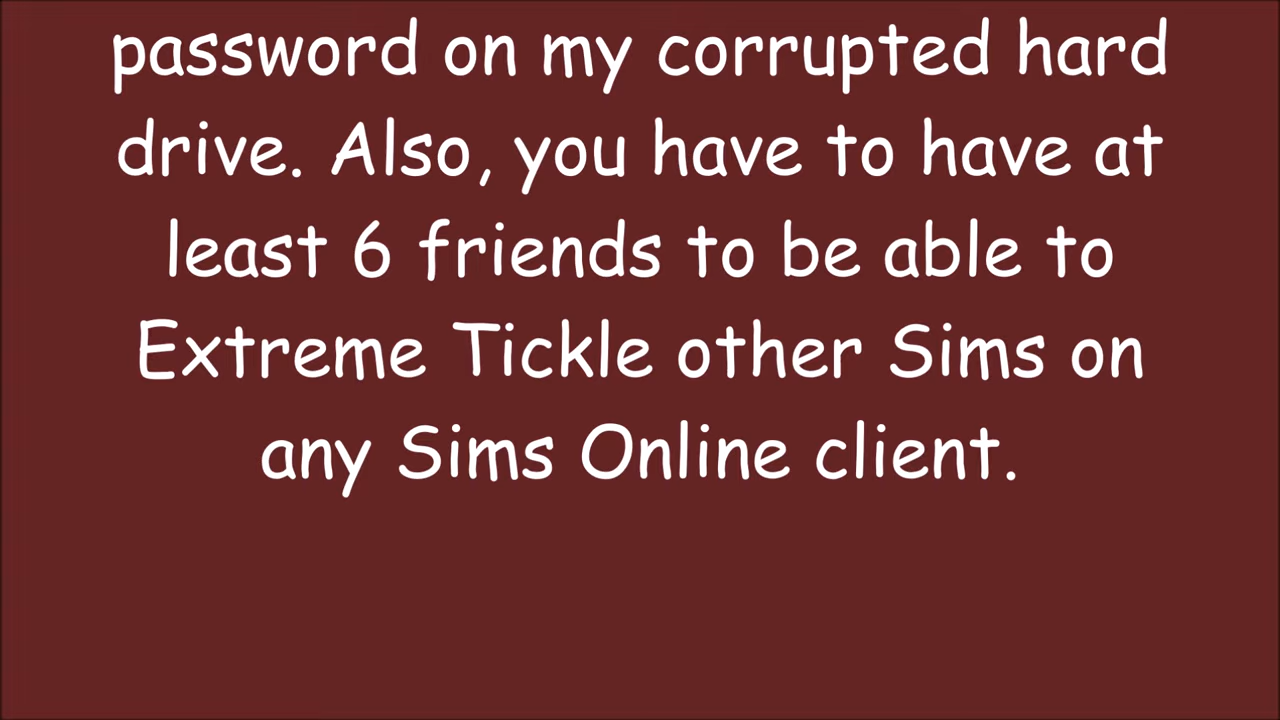 password on my corrupted hard
drive. Also, you have to have at
least 6 friends to be able to
Extreme Tickle other Sims on
any Sims Online client.